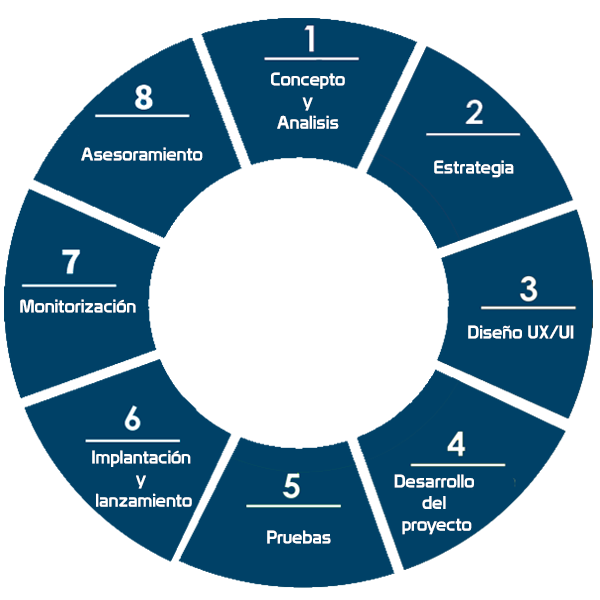 1
Concepto
y
Analisis
2
Estrategia
3
Diseño UX/UI
4
Desarrollo
del
proyecto
5
Pruebas
6
Implantación
y
lanzamiento
7
Monitorización
8
Asesoramiento